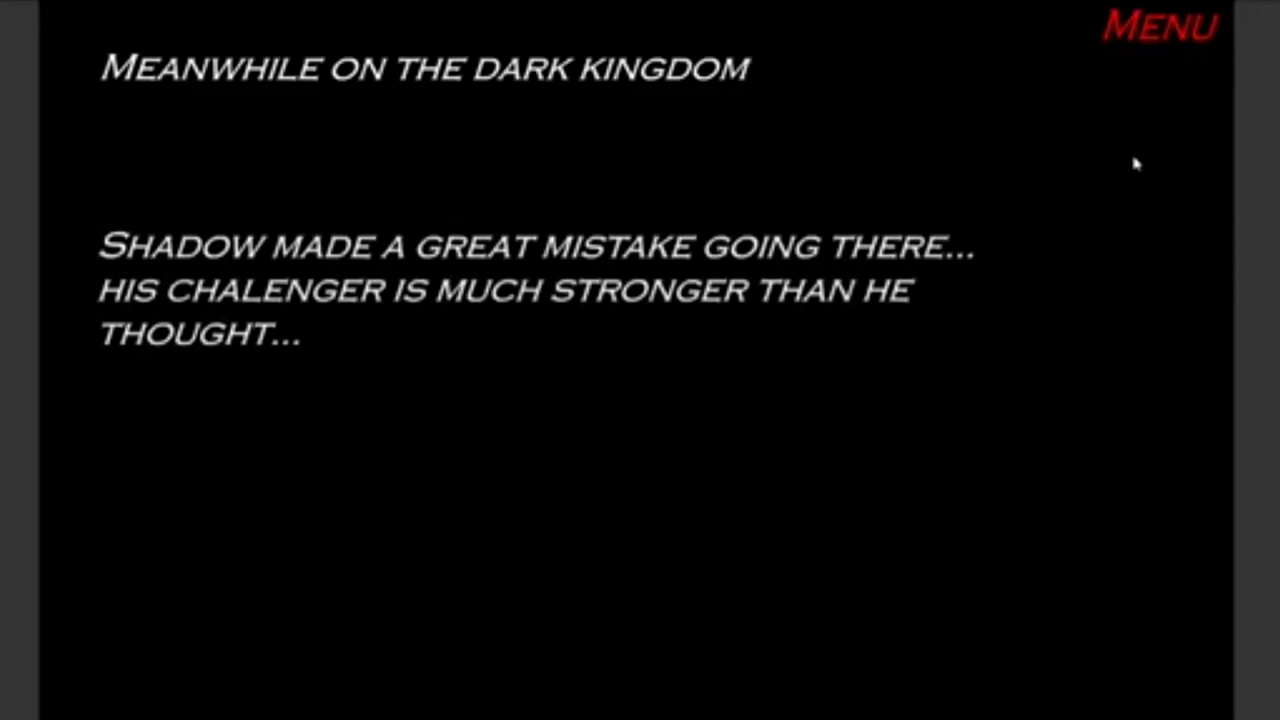 MENU
MEANWHILE ON THE DARK KINGDOM
SHADOW MADE A GREAT MISTAKE GOING THERE...
HIS CHALENGER IS MUCH STRONGER THAN HE
THOUGHT...